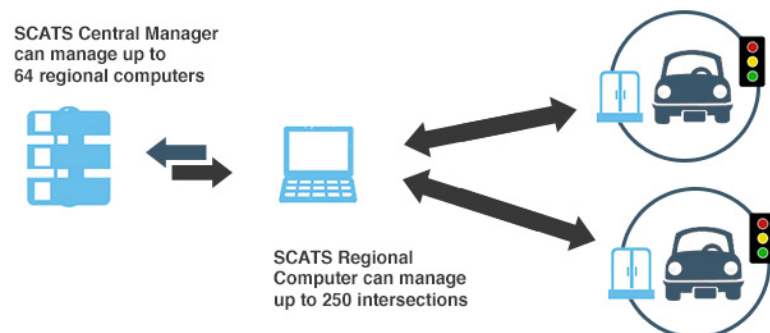 SCATS Central Manager
can manage up to
64 regional computers
SCATS Regional
Computer can manage
up to 250 intersections